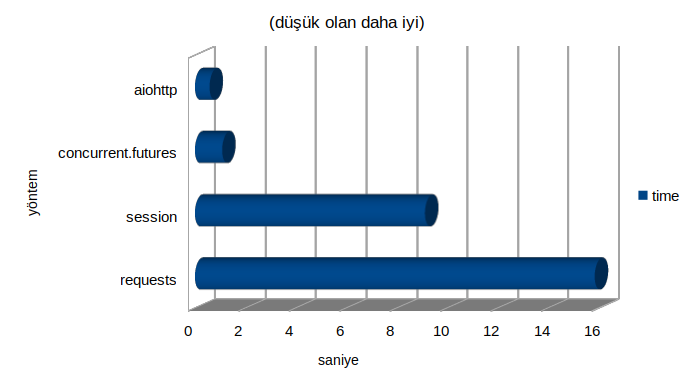 (düşük olan daha iyi)
aiohttp
concurrent.futures
session
requests
yöntem
time
0 2 4 6 8 10 12 14 16
saniye